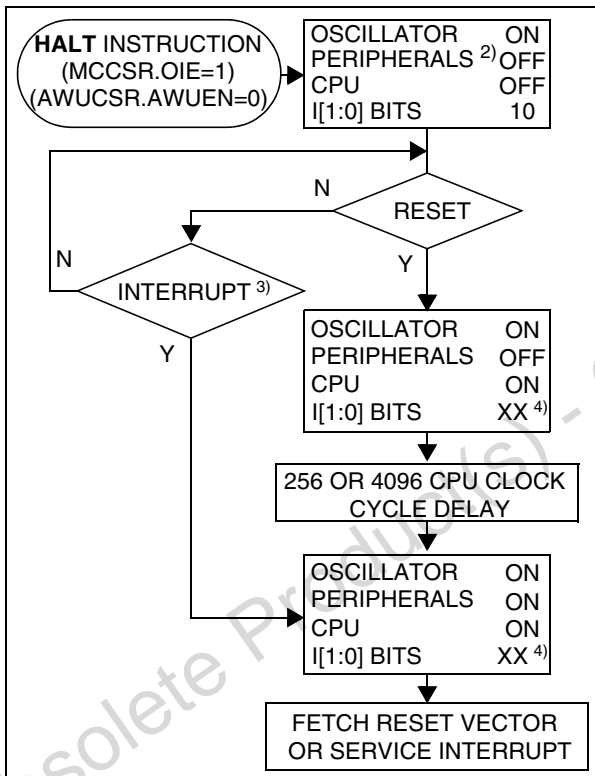 HALT INSTRUCTION
(MCCSR.OIE=1)
(AWUCSR.AWUEN=0)
OSCILLATOR ON
PERIPHERALS 2) OFF
CPU OFF
I[1:0] BITS 10
N
RESET
N
Y
INTERRUPT 3)
Y
OSCILLATOR ON
PERIPHERALS OFF
CPU ON
I[1:0] BITS XX 4)
256 OR 4096 CPU CLOCK
CYCLE DELAY
OSCILLATOR ON
PERIPHERALS ON
CPU ON
I[1:0] BITS XX 4)
FETCH RESET VECTOR
OR SERVICE INTERRUPT
solete Product(s) -